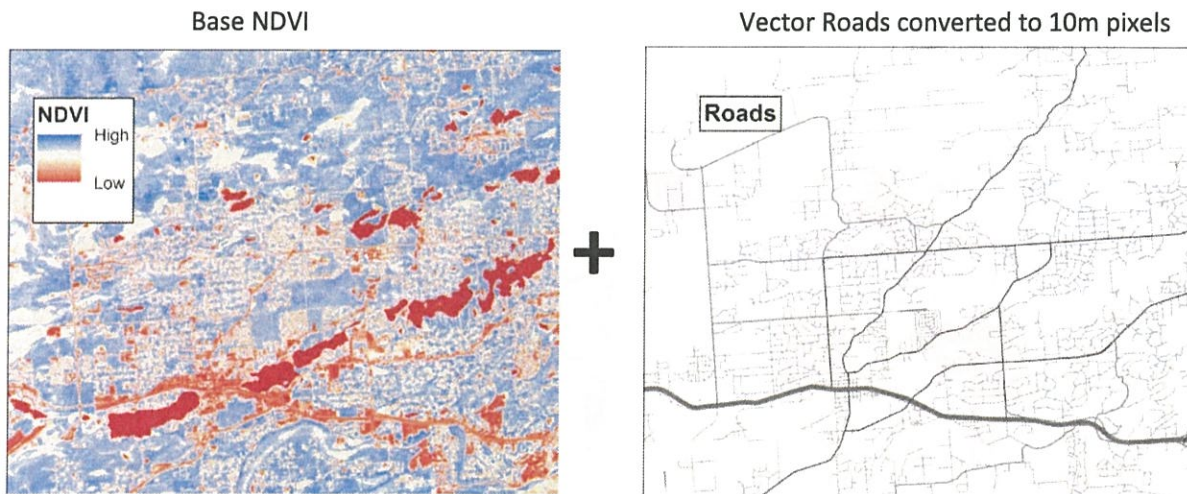 Base NDVI
Vector Roads converted to 10m pixels
NDVI
High
Low
Roads
+